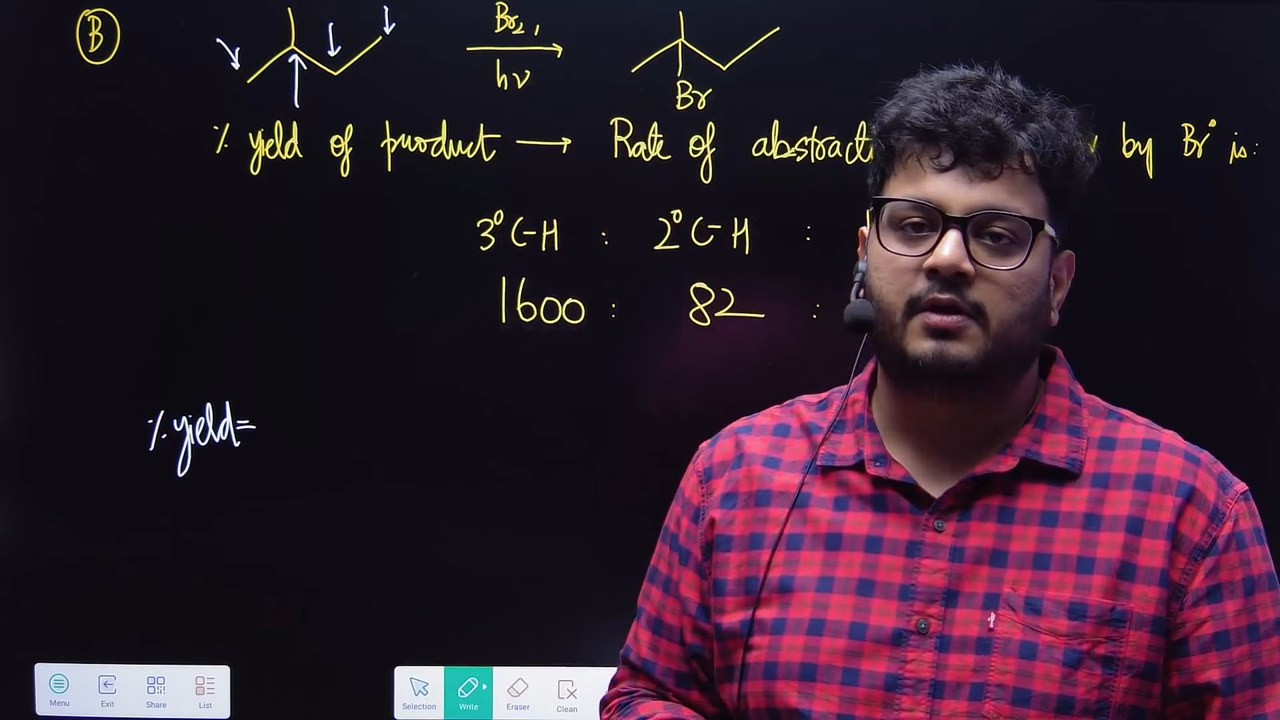 B
Br2,
hν
Br
% yield of product → Rate of by Br° is:
3° C-H : 2° C-H :
1600 : 82 :
% yield=
Menu Exit Share List Selection Write Eraser Clean